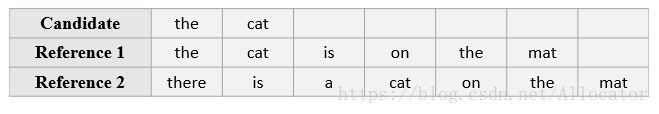 Candidate the cat
Reference 1 the cat is on the mat
Reference 2 there is a cat on the mat
https://blog.csdn.net/Allocator